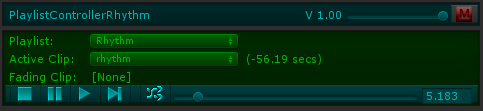 PlaylistControllerRhythm V 1.00 M
Playlist: Rhythm
Active Clip: rhythm (-56.19 secs)
Fading Clip: [None]
5.183